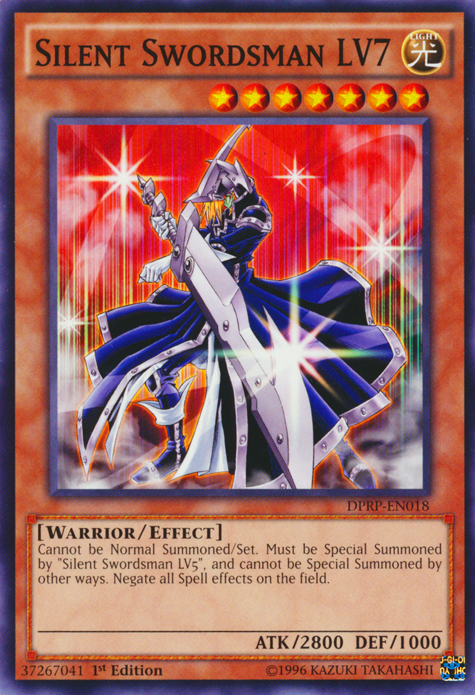 SILENT SWORDSMAN LV7
LIGHT
光
DPRP-EN018
[WARRIOR/EFFECT]
Cannot be Normal Summoned/Set. Must be Special Summoned
by "Silent Swordsman LV5", and cannot be Special Summoned by
other ways. Negate all Spell effects on the field.
ATK/2800 DEF/1000
37267041 1st Edition ©1996 KAZUKI TAKAHASHI